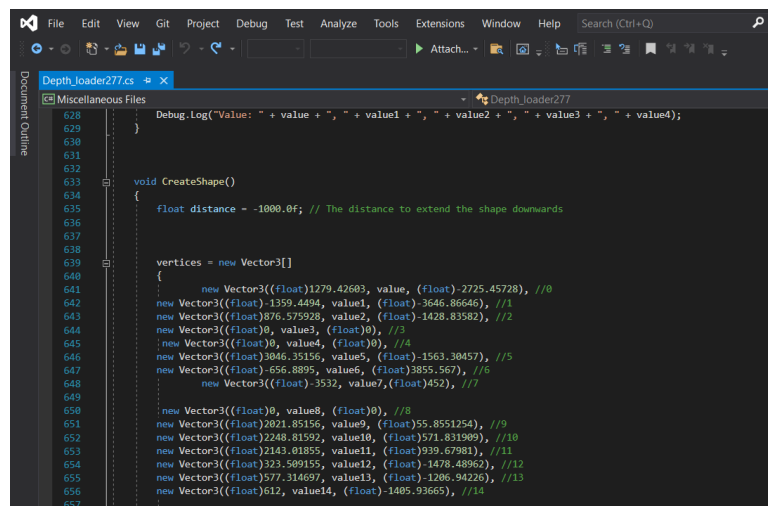 File Edit View Git Project Debug Test Analyze Tools Extensions Window Help Search (Ctrl+Q)
Attach...
Document Outline
Depth_loader277.cs
C# Miscellaneous Files Depth_loader277
628 Debug.Log("Value: " + value + ", " + value1 + ", " + value2 + ", " + value3 + ", " + value4);
629 }
630
631
632
633 void CreateShape()
634 {
635 float distance = -1000.0f; // The distance to extend the shape downwards
636
637
638
639 vertices = new Vector3[]
640 {
641 new Vector3((float)1279.42603, value, (float)-2725.45728), //0
642 new Vector3((float)-1359.4494, value1, (float)-3646.86646), //1
643 new Vector3((float)876.575928, value2, (float)-1428.83582), //2
644 new Vector3((float)0, value3, (float)0), //3
645 new Vector3((float)0, value4, (float)0), //4
646 new Vector3((float)3046.35156, value5, (float)-1563.30457), //5
647 new Vector3((float)-656.8895, value6, (float)3855.567), //6
648 new Vector3((float)-3532, value7,(float)452), //7
649
650 new Vector3((float)0, value8, (float)0), //8
651 new Vector3((float)2021.85156, value9, (float)55.8551254), //9
652 new Vector3((float)2248.81592, value10, (float)571.831909), //10
653 new Vector3((float)2143.01855, value11, (float)939.67981), //11
654 new Vector3((float)323.509155, value12, (float)-1478.48962), //12
655 new Vector3((float)577.314697, value13, (float)-1206.94226), //13
656 new Vector3((float)612, value14, (float)-1405.93665), //14
657